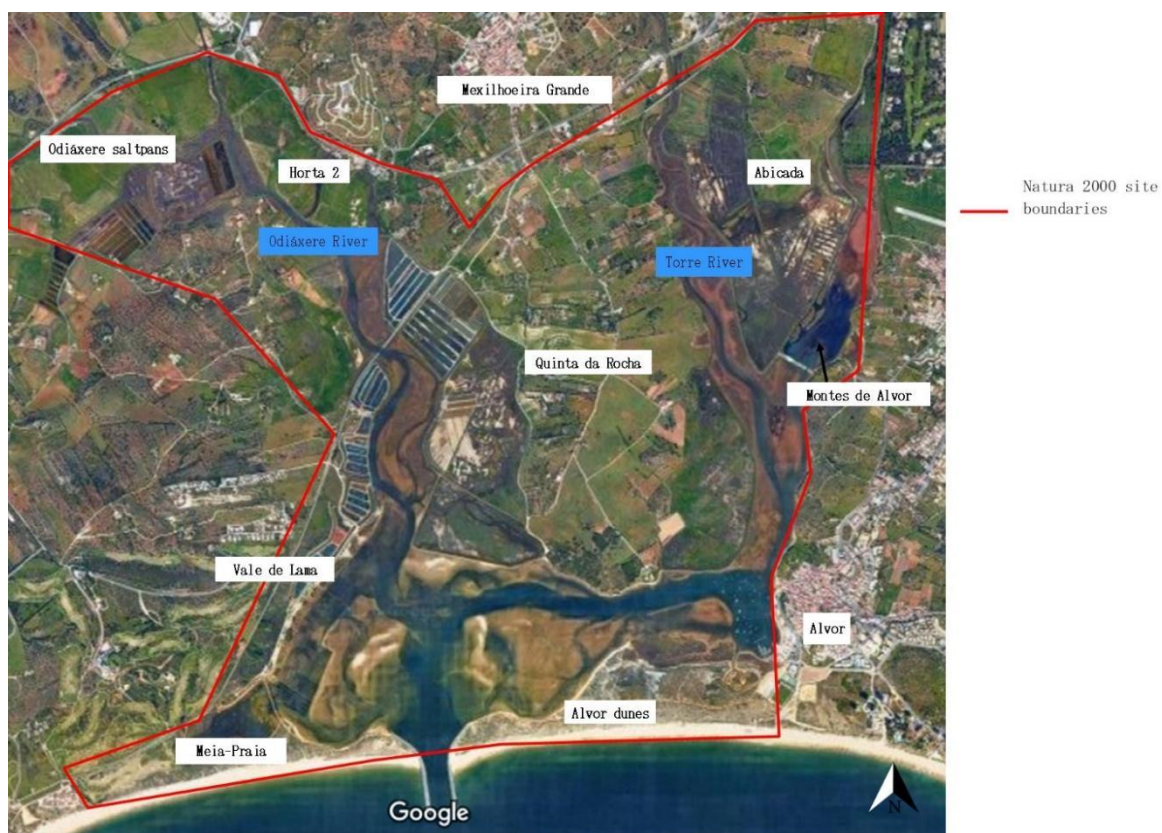 Mexilhoeira Grande
Odiáxere saltpans
Horta 2
Abicada
Natura 2000 site
boundaries
Odiáxere River
Torre River
Quinta da Rocha
Montes de Alvor
Vale de Lama
Alvor
Alvor dunes
Meia-Praia
Google
N